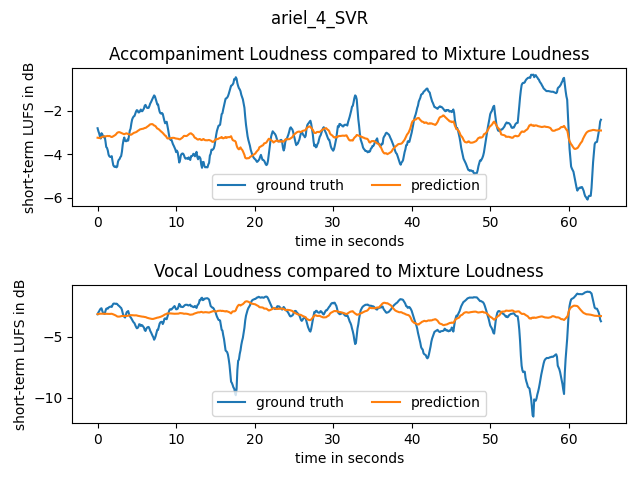 ariel_4_SVR
Accompaniment Loudness compared to Mixture Loudness
short-term LUFS in dB
−2
−4
−6
ground truth
prediction
0 10 20 30 40 50 60
time in seconds
Vocal Loudness compared to Mixture Loudness
short-term LUFS in dB
−5
−10
ground truth
prediction
0 10 20 30 40 50 60
time in seconds